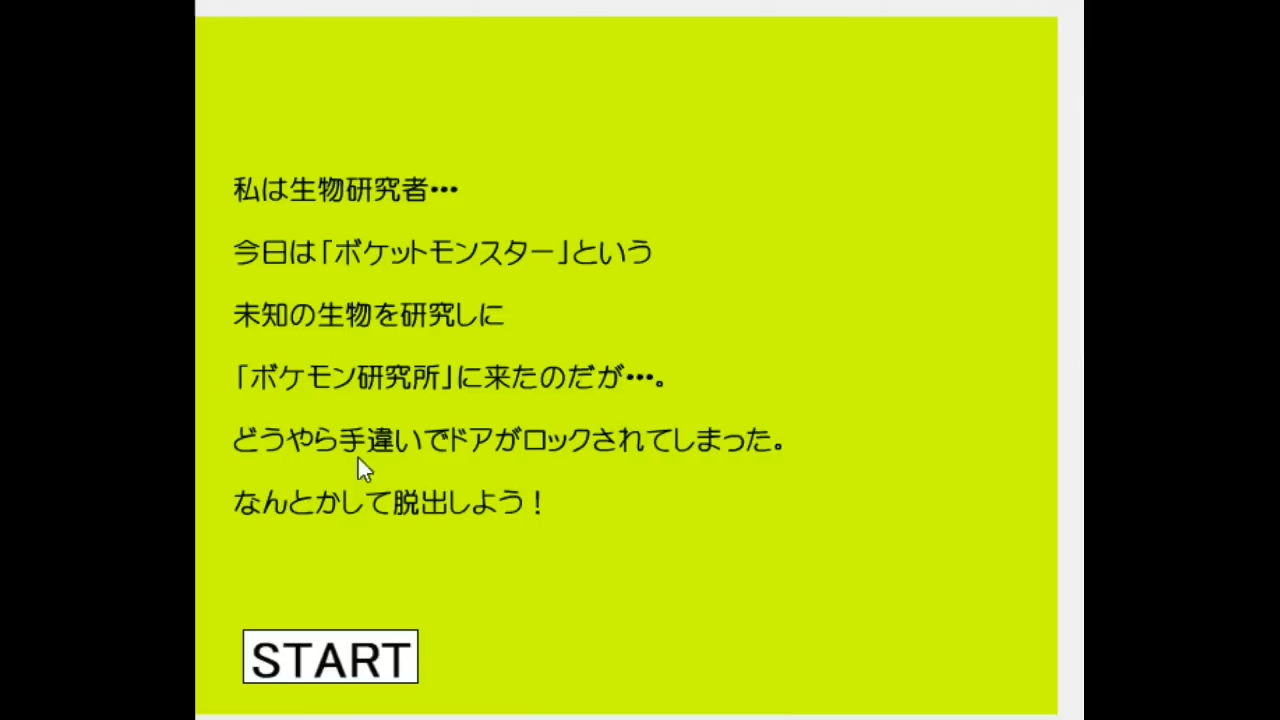 私は生物研究者･･･
今日は｢ポケットモンスター｣という
未知の生物を研究しに
｢ポケモン研究所｣に来たのだが･･･｡
どうやら手違いでドアがロックされてしまった｡
なんとかして脱出しよう！
START